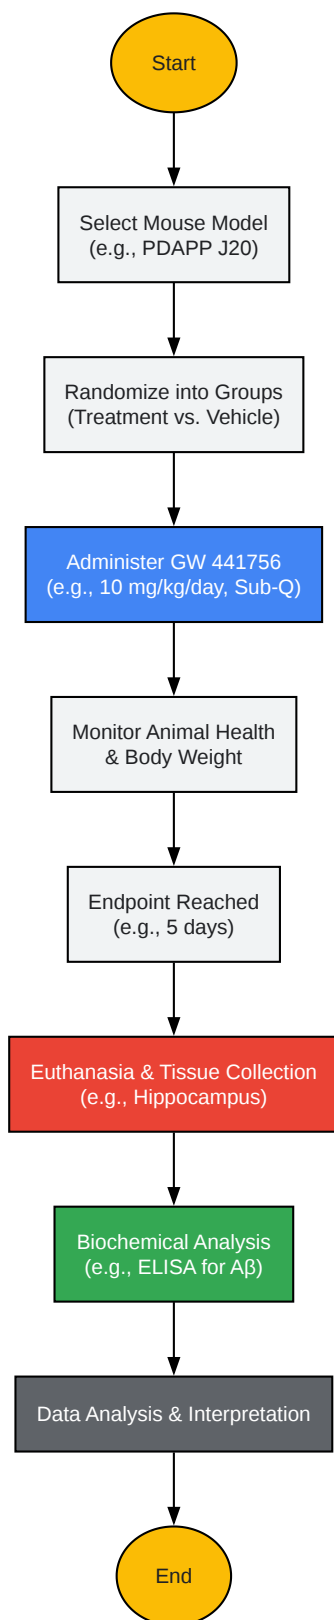 Start
Select Mouse Model
(e.g., PDAPP J20)
Randomize into Groups
(Treatment vs. Vehicle)
Administer GW 441756
(e.g., 10 mg/kg/day, Sub-Q)
Monitor Animal Health
& Body Weight
Endpoint Reached
(e.g., 5 days)
Euthanasia & Tissue Collection
(e.g., Hippocampus)
Biochemical Analysis
(e.g., ELISA for Aβ)
Data Analysis & Interpretation
End